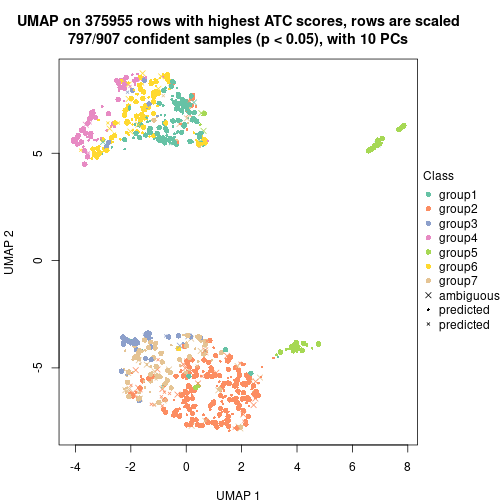 UMAP on 375955 rows with highest ATC scores, rows are scaled
797/907 confident samples (p < 0.05), with 10 PCs
UMAP 2
5
0
-5
-4
-2
0
2
4
6
8
UMAP 1
Class
group1
group2
group3
group4
group5
group6
group7
ambiguous
predicted
predicted